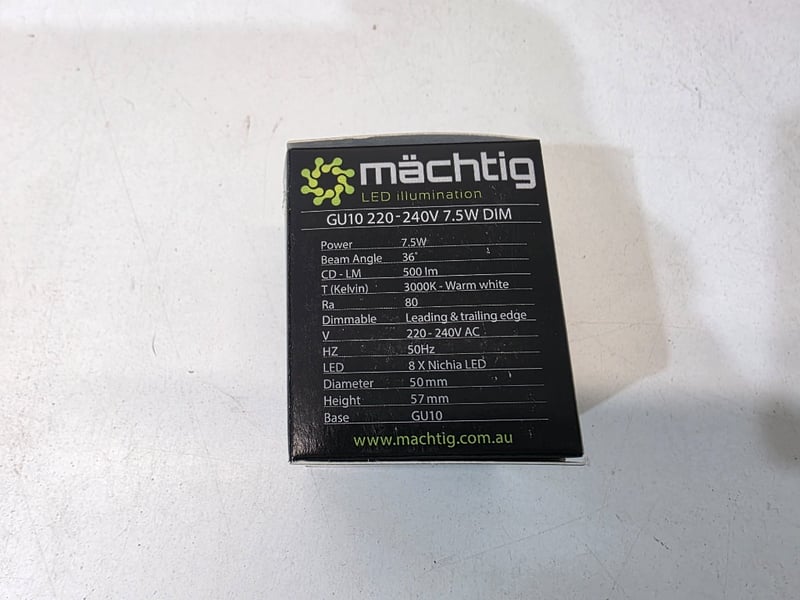 mächtig
LED illumination
GU10 220-240V 7.5W DIM
Power 7.5W
Beam Angle 36°
CD - LM 500 lm
T (Kelvin) 3000K - Warm white
Ra 80
Dimmable Leading & trailing edge
V 220 - 240V AC
HZ 50Hz
LED 8 X Nichia LED
Diameter 50 mm
Height 57 mm
Base GU10
www.machtig.com.au